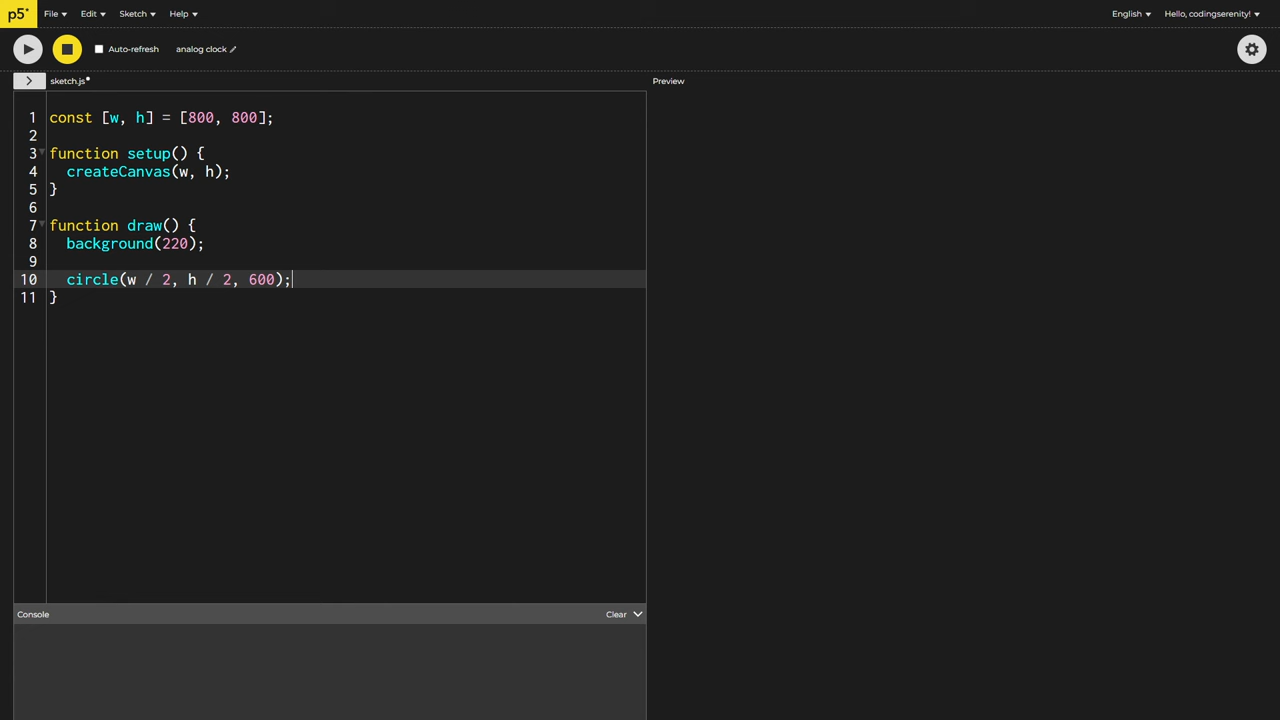 p5* File Edit Sketch Help English Hello, codingserenity!
Auto-refresh analog clock
sketch.js Preview
1 const [w, h] = [800, 800];
2
3 function setup() {
4 createCanvas(w, h);
5 }
6
7 function draw() {
8 background(220);
9
10 circle(w / 2, h / 2, 600);
11 }
Console Clear